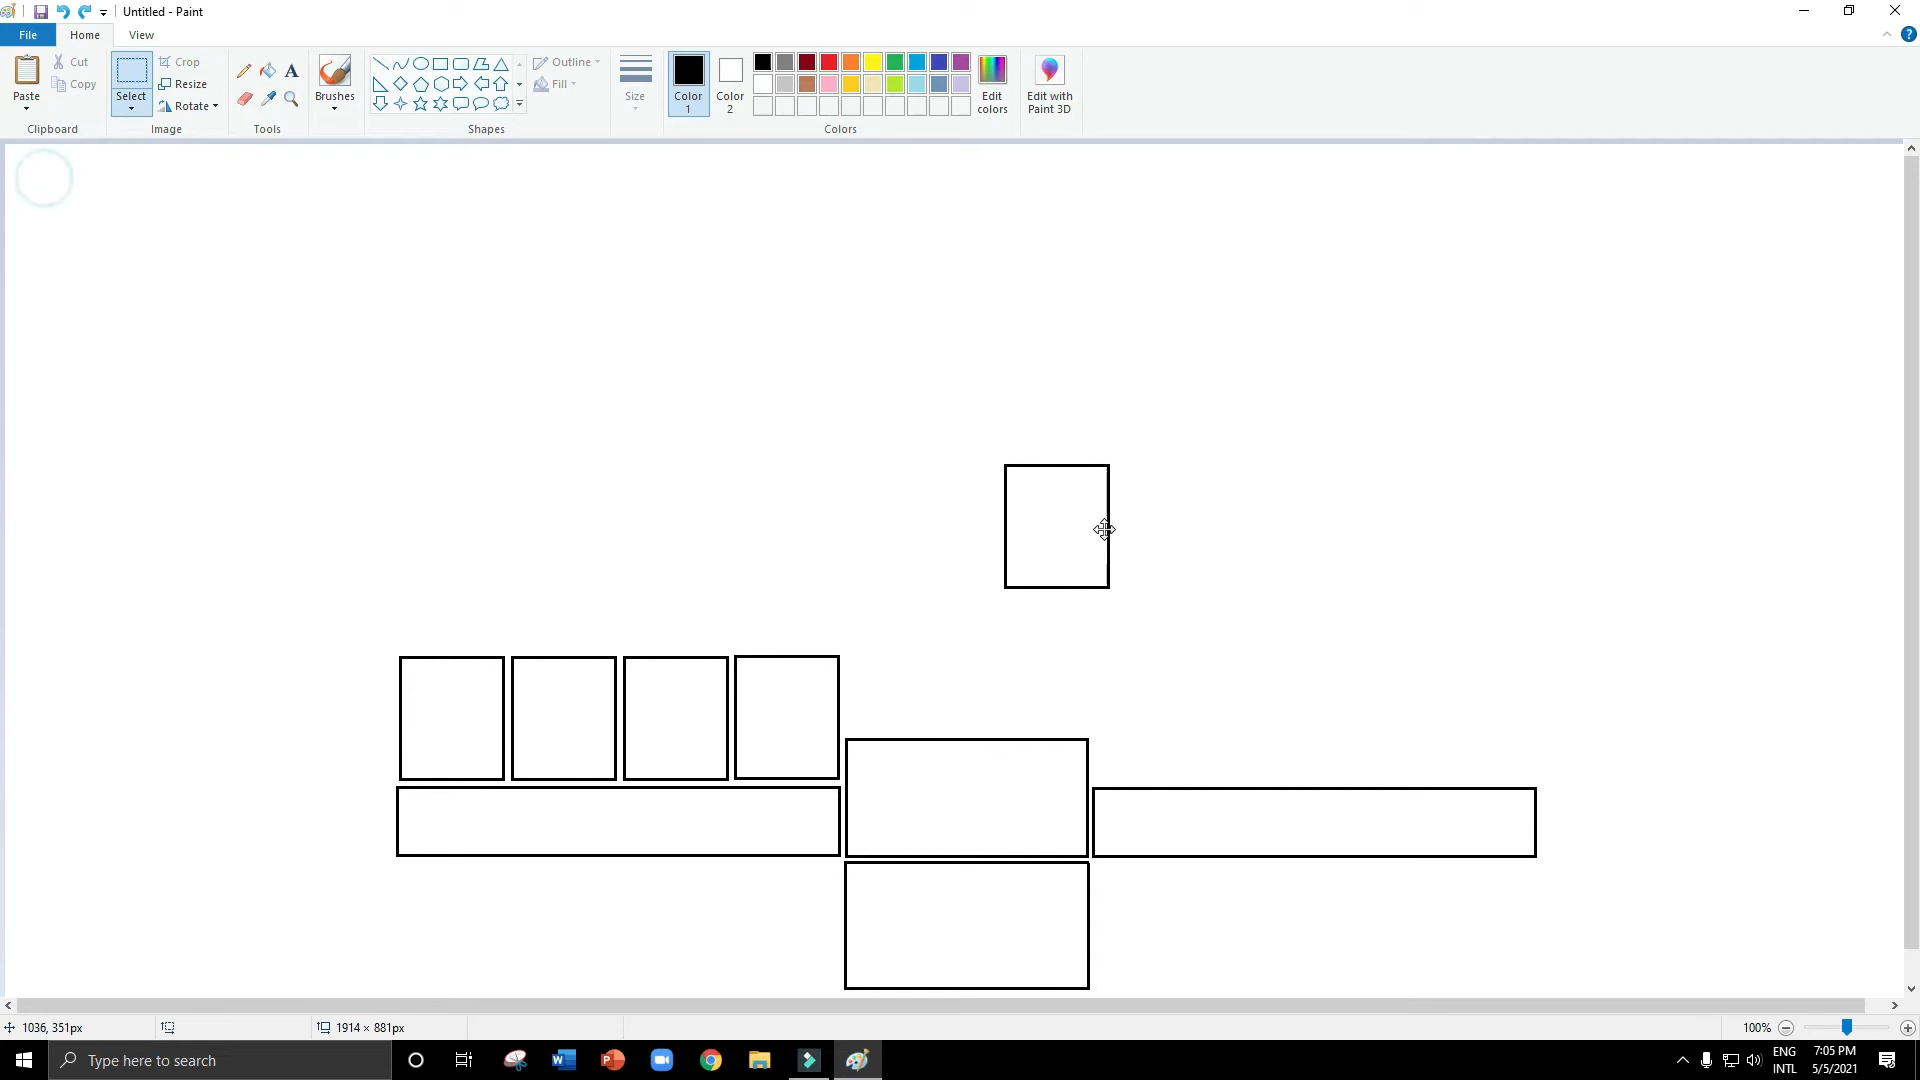 Untitled - Paint
File Home View
Paste
Cut
Copy
Clipboard
Select
Crop
Resize
Rotate
Image
Tools
Brushes
Outline
Fill
Shapes
Size
Color 1
Color 2
Edit colors
Colors
Edit with Paint 3D
1036, 351px
1914 × 881px
100%
Type here to search
ENG
INTL
7:05 PM
5/5/2021